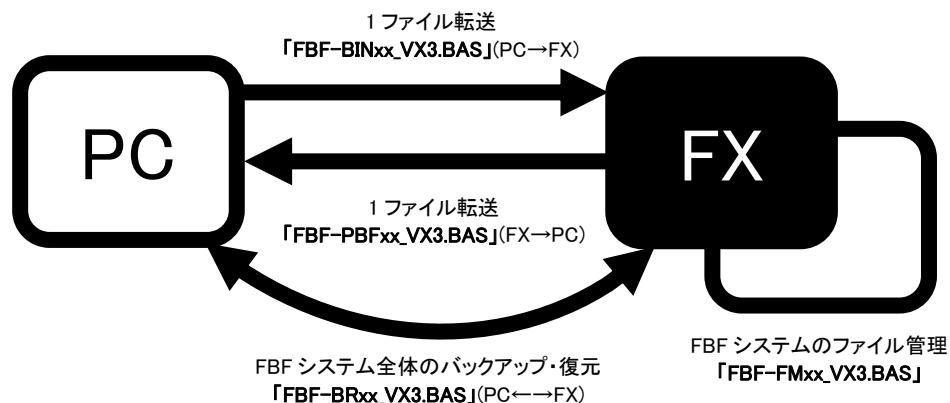 1ファイル転送
「FBF-BINxx_VX3.BAS」(PC→FX)
PC
FX
1ファイル転送
「FBF-PBFxx_VX3.BAS」(FX→PC)
FBFシステム全体のバックアップ・復元
「FBF-BRxx_VX3.BAS」(PC←→FX)
FBFシステムのファイル管理
「FBF-FMxx_VX3.BAS」